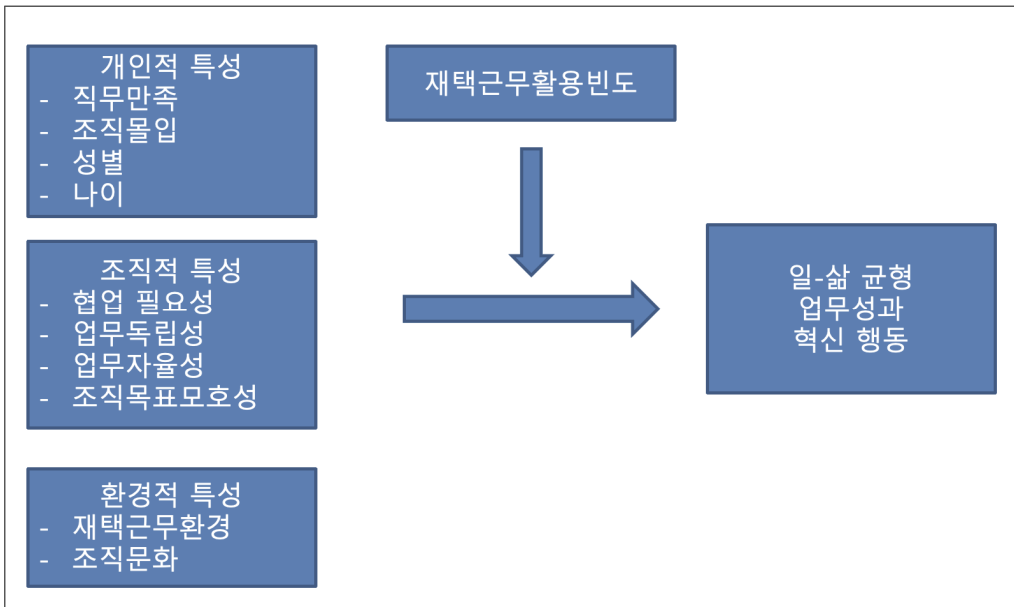 개인적 특성
- 직무만족
- 조직몰입
- 성별
- 나이
재택근무활용빈도
조직적 특성
- 협업 필요성
- 업무독립성
- 업무자율성
- 조직목표모호성
일-삶 균형
업무성과
혁신 행동
환경적 특성
- 재택근무환경
- 조직문화